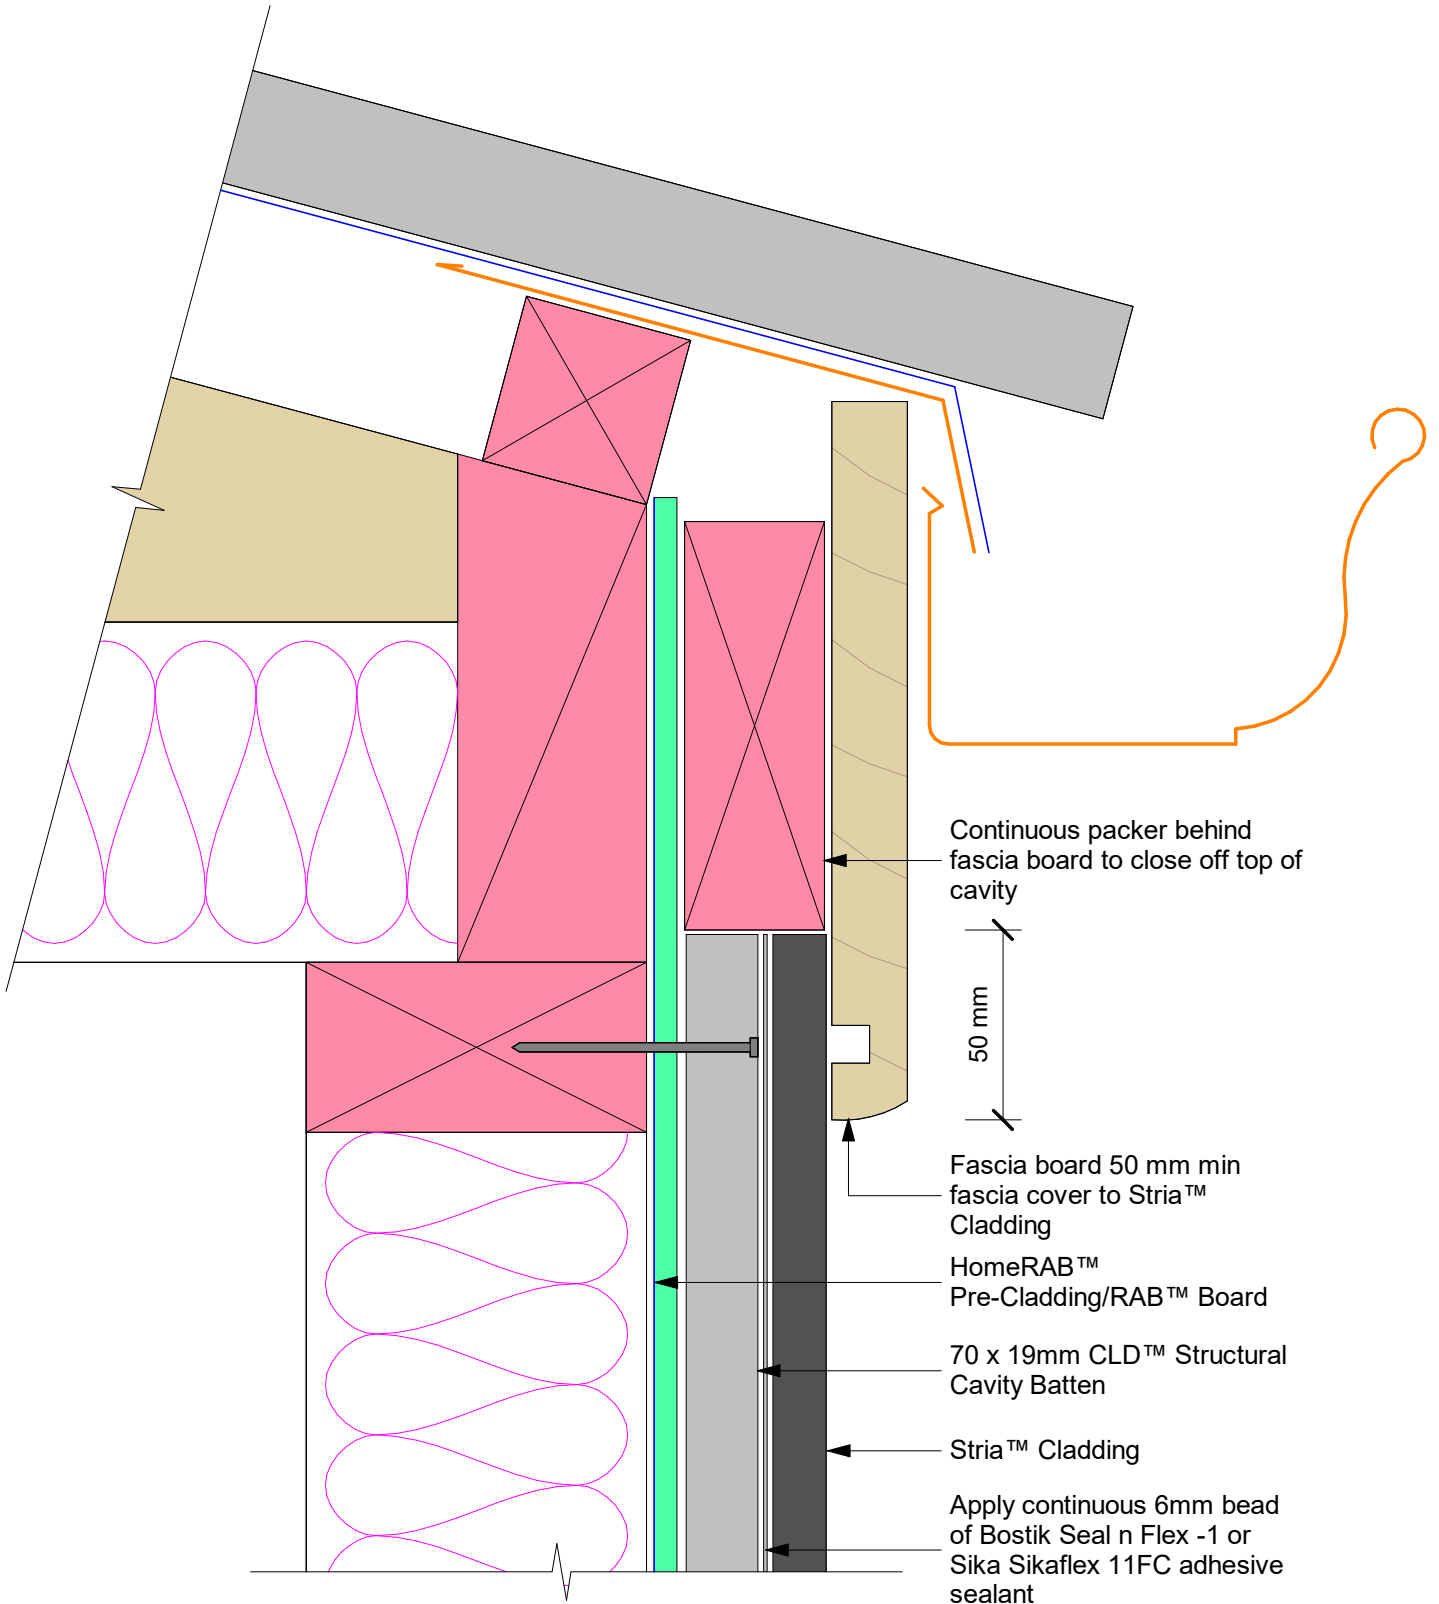 Continuous packer behind
fascia board to close off top of
cavity
50 mm
Fascia board 50 mm min
fascia cover to Stria™
Cladding
HomeRAB™
Pre-Cladding/RAB™ Board
70 x 19mm CLD™ Structural
Cavity Batten
Stria™ Cladding
Apply continuous 6mm bead
of Bostik Seal n Flex -1 or
Sika Sikaflex 11FC adhesive
sealant